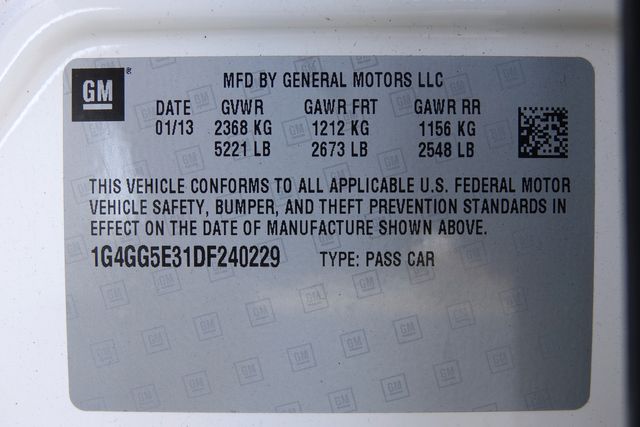 GM
MFD BY GENERAL MOTORS LLC
DATE GVWR GAWR FRT GAWR RR
01/13 2368 KG 1212 KG 1156 KG
5221 LB 2673 LB 2548 LB
THIS VEHICLE CONFORMS TO ALL APPLICABLE U.S. FEDERAL MOTOR
VEHICLE SAFETY, BUMPER, AND THEFT PREVENTION STANDARDS IN
EFFECT ON THE DATE OF MANUFACTURE SHOWN ABOVE.
1G4GG5E31DF240229 TYPE: PASS CAR